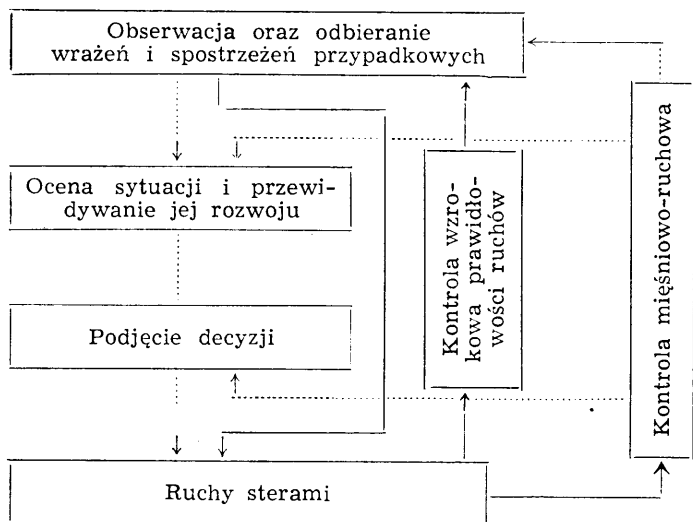 Obserwacja oraz odbieranie
wrażeń i spostrzeżeń przypadkowych
Ocena sytuacji i przewi-
dywanie jej rozwoju
Podjęcie decyzji
Ruchy sterami
Kontrola wzro-
kowa prawidło-
wości ruchów
Kontrola mięśniowo-ruchowa